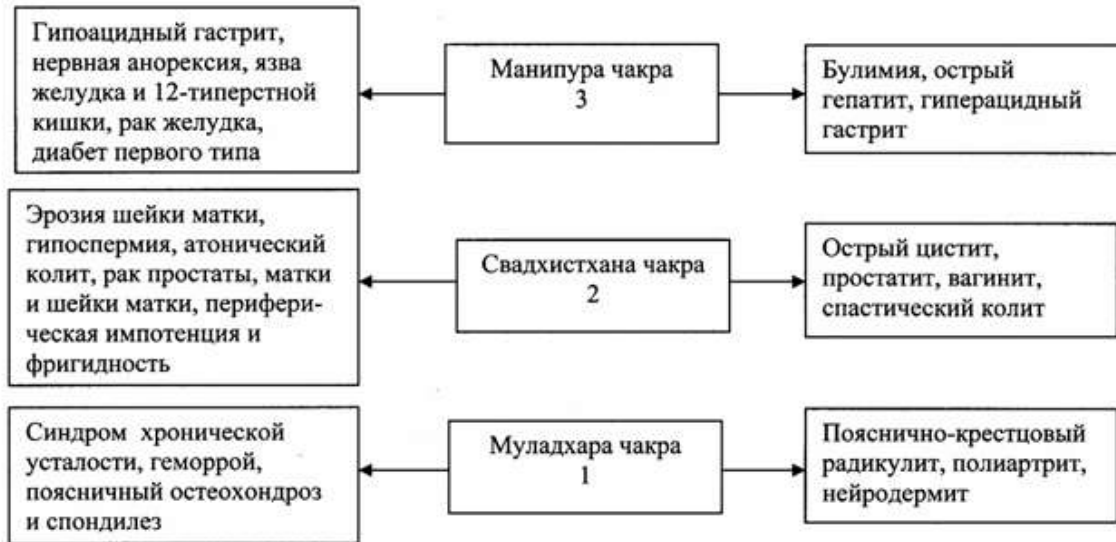 Гипоацидный гастрит,
нервная анорексия, язва
желудка и 12-типерстной
кишки, рак желудка,
диабет первого типа
Манипура чакра
3
Булимия, острый
гепатит, гиперацидный
гастрит
Эрозия шейки матки,
гипоспермия, атонический
колит, рак простаты, матки
и шейки матки, перифери-
ческая импотенция и
фригидность
Свадхистхана чакра
2
Острый цистит,
простатит, вагинит,
спастический колит
Синдром хронической
усталости, геморрой,
поясничный остеохондроз
и спондилез
Муладхара чакра
1
Пояснично-крестцовый
радикулит, полиартрит,
нейродермит